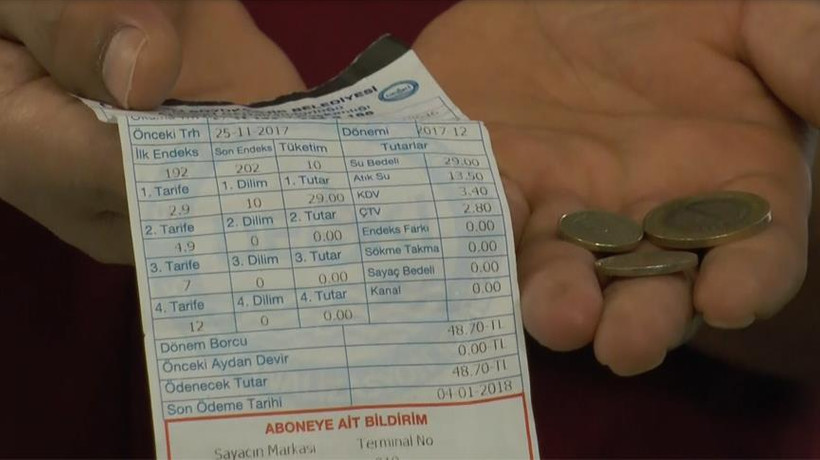 BELEDİYESİ
Önceki Trh 25-11-2017 Dönemi 2017-12
İlk Endeks Son Endeks Tüketim Tutarlar
192 202 10 Su Bedeli 29.00
1. Tarife 1. Dilim 1. Tutar Atık Su 13.50
2.9 10 29.00 KDV 3.40
2. Tarife 2. Dilim 2. Tutar ÇTV 2.80
4.9 0 0.00 Endeks Farkı 0.00
3. Tarife 3. Dilim 3. Tutar Sökme Takma 0.00
7 0 0.00 Sayaç Bedeli 0.00
4. Tarife 4. Dilim 4. Tutar Kanal 0.00
12 0 0.00
Dönem Borcu 48.70-TL
Önceki Aydan Devir 0.00-TL
Ödenecek Tutar 48.70-TL
Son Ödeme Tarihi 04-01-2018
ABONEYE AİT BİLDİRİM
Sayacın Markası Terminal No